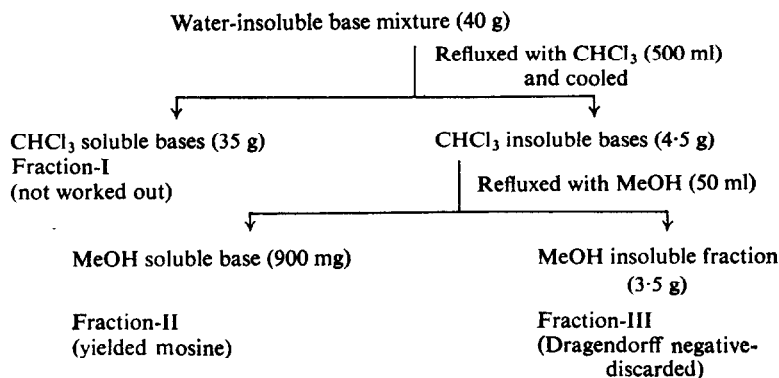 Water-insoluble base mixture (40 g)
Refluxed with CHCl₃ (500 ml)
and cooled
CHCl₃ soluble bases (35 g)
Fraction-I
(not worked out)
CHCl₃ insoluble bases (4·5 g)
Refluxed with MeOH (50 ml)
MeOH soluble base (900 mg)
Fraction-II
(yielded mosine)
MeOH insoluble fraction
(3·5 g)
Fraction-III
(Dragendorff negative-
discarded)